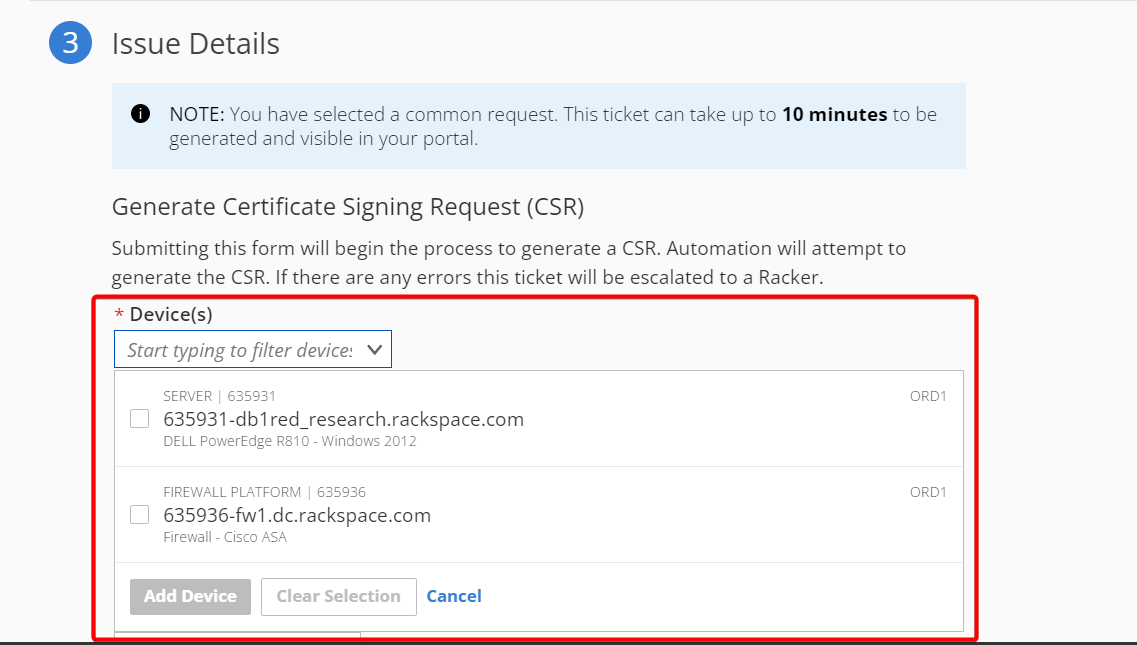 3 Issue Details
NOTE: You have selected a common request. This ticket can take up to 10 minutes to be
generated and visible in your portal.
Generate Certificate Signing Request (CSR)
Submitting this form will begin the process to generate a CSR. Automation will attempt to
generate the CSR. If there are any errors this ticket will be escalated to a Racker.
* Device(s)
Start typing to filter devices
SERVER | 635931 ORD1
635931-db1red_research.rackspace.com
DELL PowerEdge R810 - Windows 2012
FIREWALL PLATFORM | 635936 ORD1
635936-fw1.dc.rackspace.com
Firewall - Cisco ASA
Add Device Clear Selection Cancel